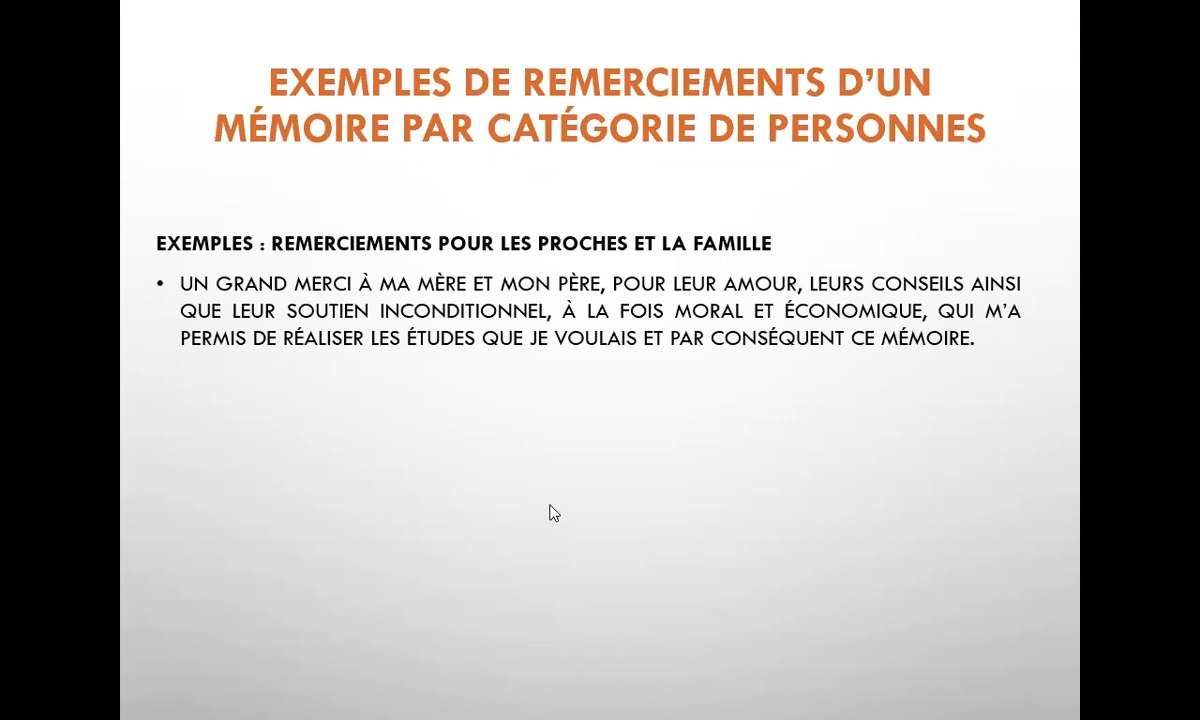 EXEMPLES DE REMERCIEMENTS D’UN
MÉMOIRE PAR CATÉGORIE DE PERSONNES
EXEMPLES : REMERCIEMENTS POUR LES PROCHES ET LA FAMILLE
• UN GRAND MERCI À MA MÈRE ET MON PÈRE, POUR LEUR AMOUR, LEURS CONSEILS AINSI
QUE LEUR SOUTIEN INCONDITIONNEL, À LA FOIS MORAL ET ÉCONOMIQUE, QUI M’A
PERMIS DE RÉALISER LES ÉTUDES QUE JE VOULAIS ET PAR CONSÉQUENT CE MÉMOIRE.